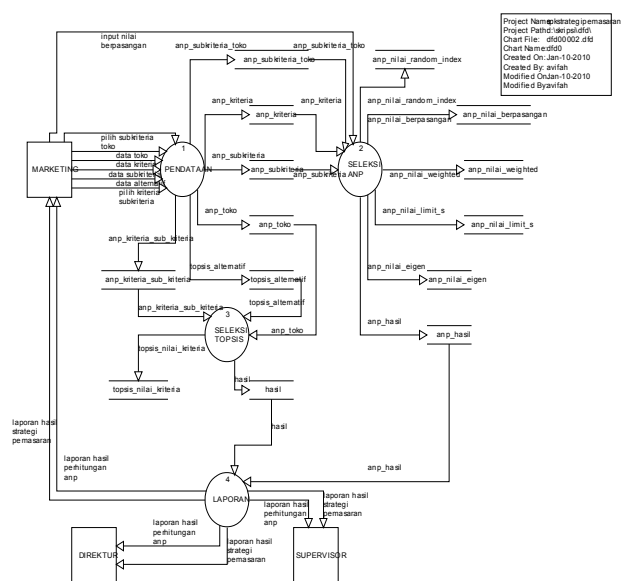 Project Name: spkstrategipemasaran
Project Path: d:\skripsi\dfd\
Chart File: dfd00002.dfd
Chart Name: dfd0
Created On: Jan-10-2010
Created By: avifah
Modified On: Jan-10-2010
Modified By: avifah
input nilai
berpasangan
anp_subkriteria_toko
anp_subkriteria_toko
anp_subkriteria_toko
anp_nilai_random_index
anp_nilai_random_index
anp_kriteria
anp_kriteria
anp_kriteria
anp_nilai_berpasangan
anp_nilai_berpasangan
pilih subkriteria
toko
data toko
data kriteria
data subkriteria
data alternatif
pilih kriteria
subkriteria
MARKETING
1
PENDATAAN
anp_subkriteria
anp_subkriteria
anp_subkriteria
2
SELEKSI
ANP
anp_nilai_weighted
anp_nilai_weighted
anp_toko
anp_toko
anp_nilai_limit_s
anp_nilai_limit_s
anp_kriteria_sub_kriteria
anp_kriteria_sub_kriteria
anp_kriteria_sub_kriteria
topsis_alternatif
topsis_alternatif
topsis_alternatif
anp_nilai_eigen
anp_nilai_eigen
3
SELEKSI
TOPSIS
anp_toko
anp_hasil
anp_hasil
topsis_nilai_kriteria
topsis_nilai_kriteria
hasil
hasil
hasil
laporan hasil
strategi
pemasaran
laporan hasil
perhitungan
anp
anp_hasil
4
LAPORAN
laporan hasil
perhitungan
anp
laporan hasil
strategi
pemasaran
laporan hasil
perhitungan
anp
laporan hasil
strategi
pemasaran
DIREKTUR
SUPERVISOR